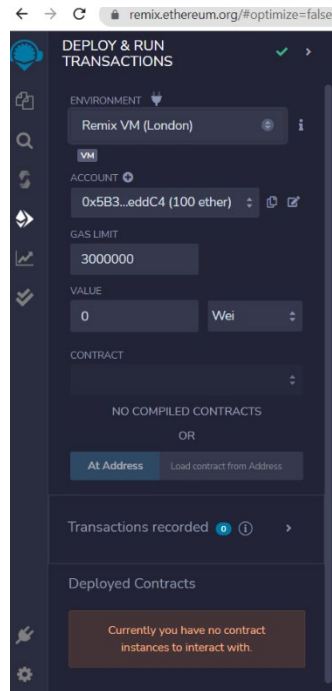 remix.ethereum.org/#optimize=false
DEPLOY & RUN
TRANSACTIONS
ENVIRONMENT
Remix VM (London)
VM
ACCOUNT
0x5B3...eddC4 (100 ether)
GAS LIMIT
3000000
VALUE
0 Wei
CONTRACT
NO COMPILED CONTRACTS
OR
At Address Load contract from Address
Transactions recorded 0
Deployed Contracts
Currently you have no contract
instances to interact with.